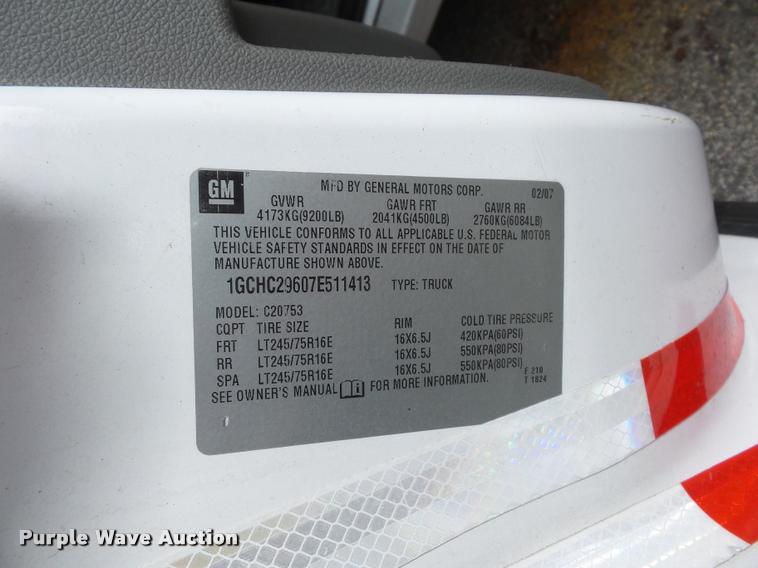 GM
MFD BY GENERAL MOTORS CORP. 02/07
GVWR GAWR FRT GAWR RR
4173KG(9200LB) 2041KG(4500LB) 2760KG(6084LB)
THIS VEHICLE CONFORMS TO ALL APPLICABLE U.S. FEDERAL MOTOR
VEHICLE SAFETY STANDARDS IN EFFECT ON THE DATE OF
MANUFACTURE SHOWN ABOVE.
1GCHC29607E511413 TYPE: TRUCK
MODEL: C20753
CQPT TIRE SIZE RIM COLD TIRE PRESSURE
FRT LT245/75R16E 16X6.5J 420KPA(60PSI)
RR LT245/75R16E 16X6.5J 550KPA(80PSI)
SPA LT245/75R16E 16X6.5J 550KPA(80PSI)
SEE OWNER'S MANUAL FOR MORE INFORMATION.
F 210
T 1824
Purple Wave Auction